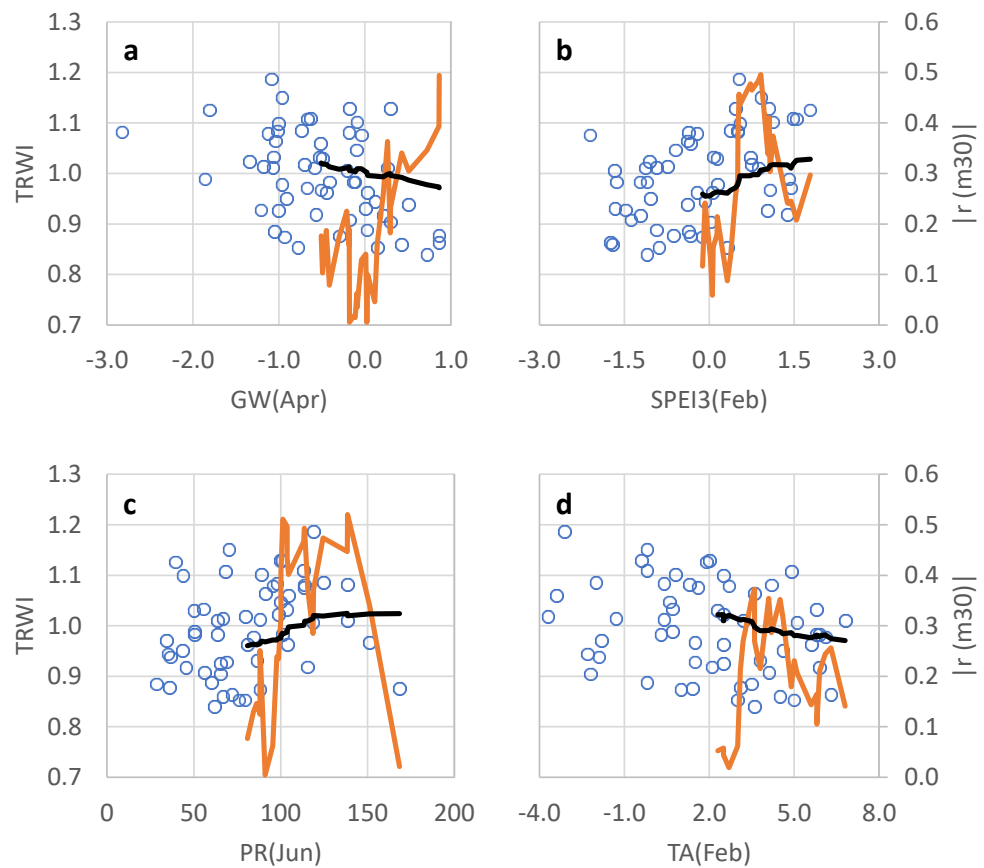 1.3 1.2 1.1 1.0 0.9 0.8 0.7
TRWI
a
-3.0 -2.0 -1.0 0.0 1.0
GW(Apr)
b
0.6 0.5 0.4 0.3 0.2 0.1 0.0
|r (m30)|
-3.0 -1.5 0.0 1.5 3.0
SPEI3(Feb)
1.3 1.2 1.1 1.0 0.9 0.8 0.7
TRWI
c
0 50 100 150 200
PR(Jun)
d
0.6 0.5 0.4 0.3 0.2 0.1 0.0
|r (m30)|
-4.0 -1.0 2.0 5.0 8.0
TA(Feb)